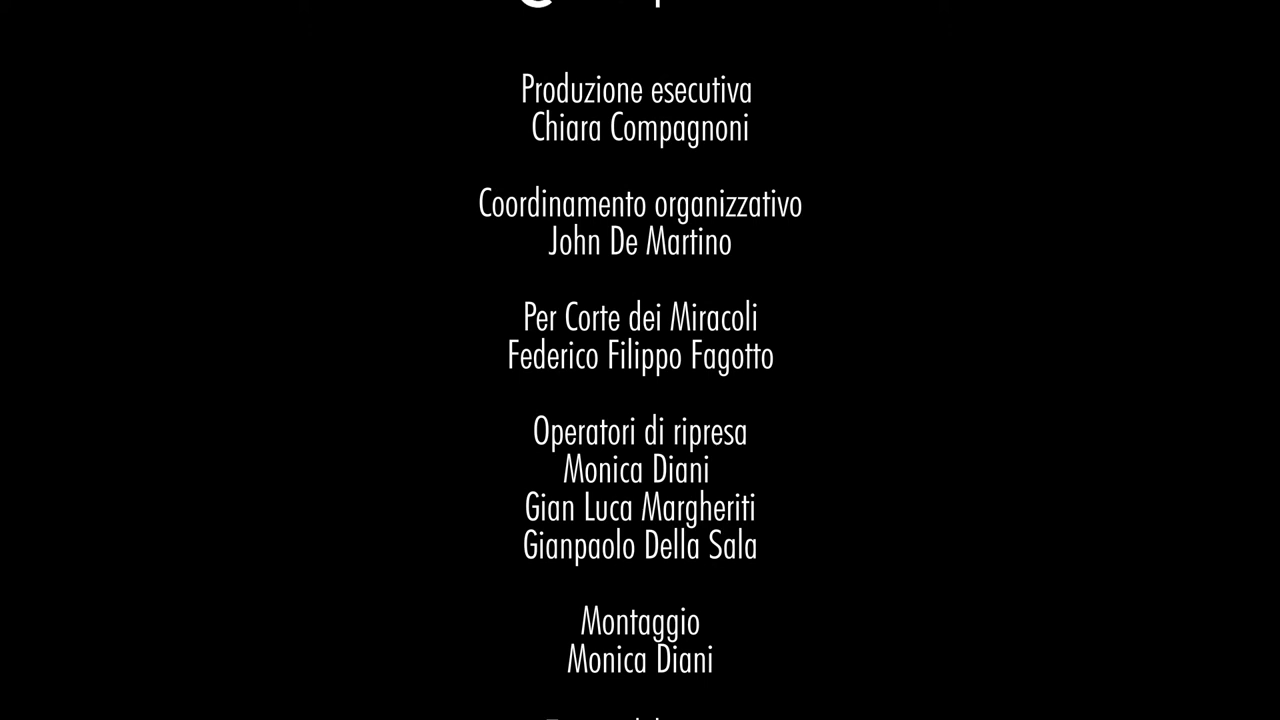 Produzione esecutiva
Chiara Compagnoni
Coordinamento organizzativo
John De Martino
Per Corte dei Miracoli
Federico Filippo Fagotto
Operatori di ripresa
Monica Diani
Gian Luca Margheriti
Gianpaolo Della Sala
Montaggio
Monica Diani